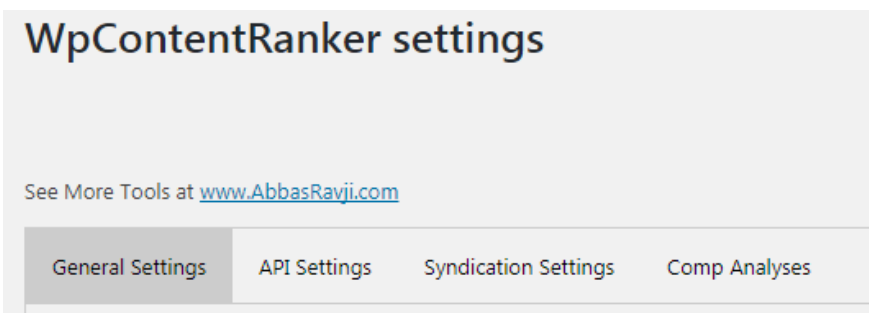 WpContentRanker settings
See More Tools at www.AbbasRavji.com
General Settings API Settings Syndication Settings Comp Analyses